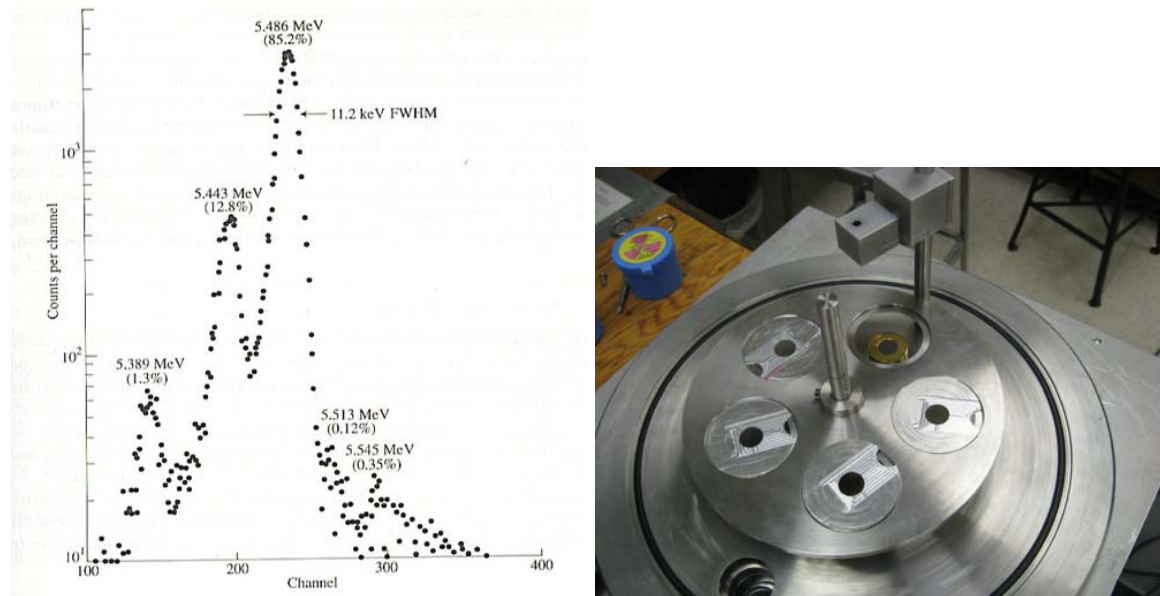 5.486 MeV
(85.2%)
11.2 keV FWHM
10³
5.443 MeV
(12.8%)
Counts per channel
10²
5.389 MeV
(1.3%)
5.513 MeV
(0.12%)
5.545 MeV
(0.35%)
10¹
100
200
300
400
Channel